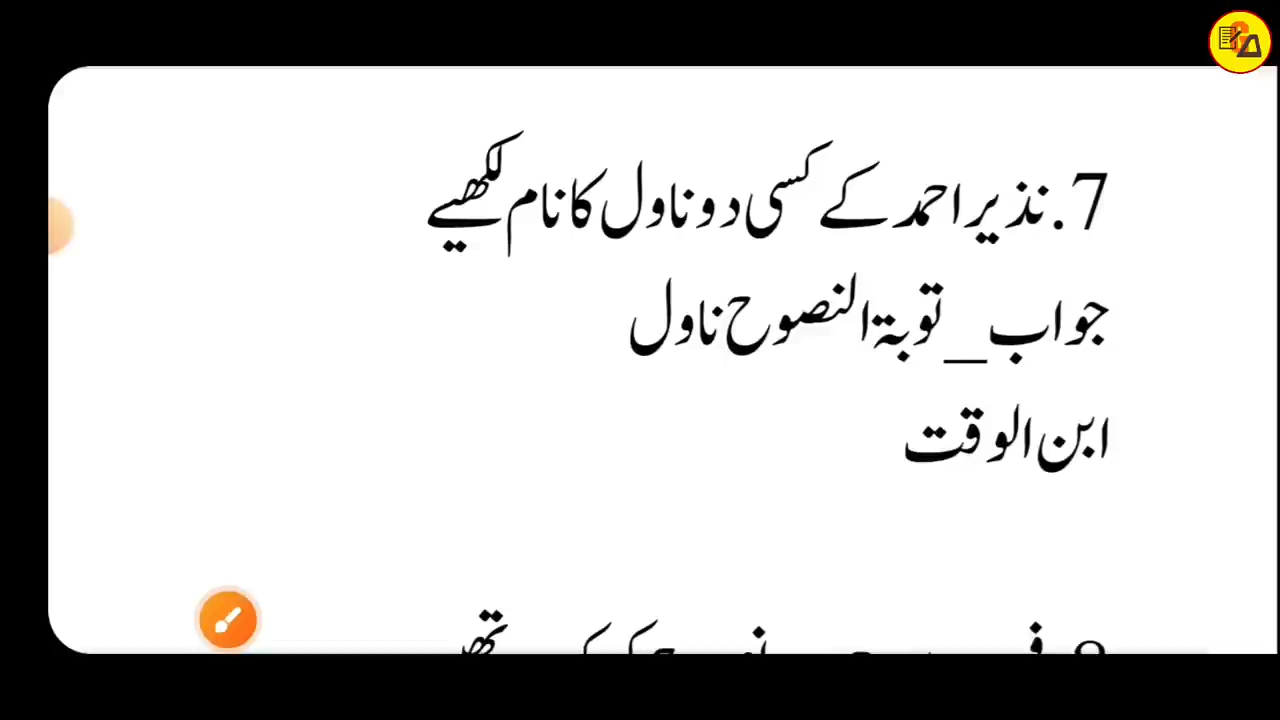 7. نذیر احمد کے کسی دو ناول کا نام لکھیے
جواب_ توبۃ النصوح ناول
ابن الوقت